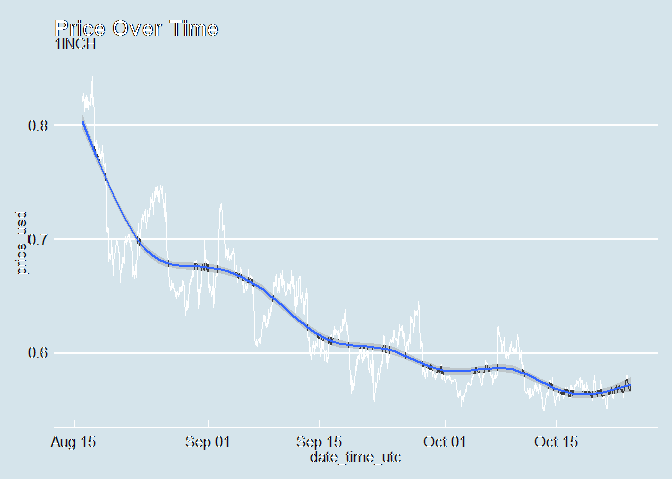 Price Over Time
1INCH
0.8
0.7
0.6
price_usd
Aug 15 Sep 01 Sep 15 Oct 01 Oct 15
date_time_utc